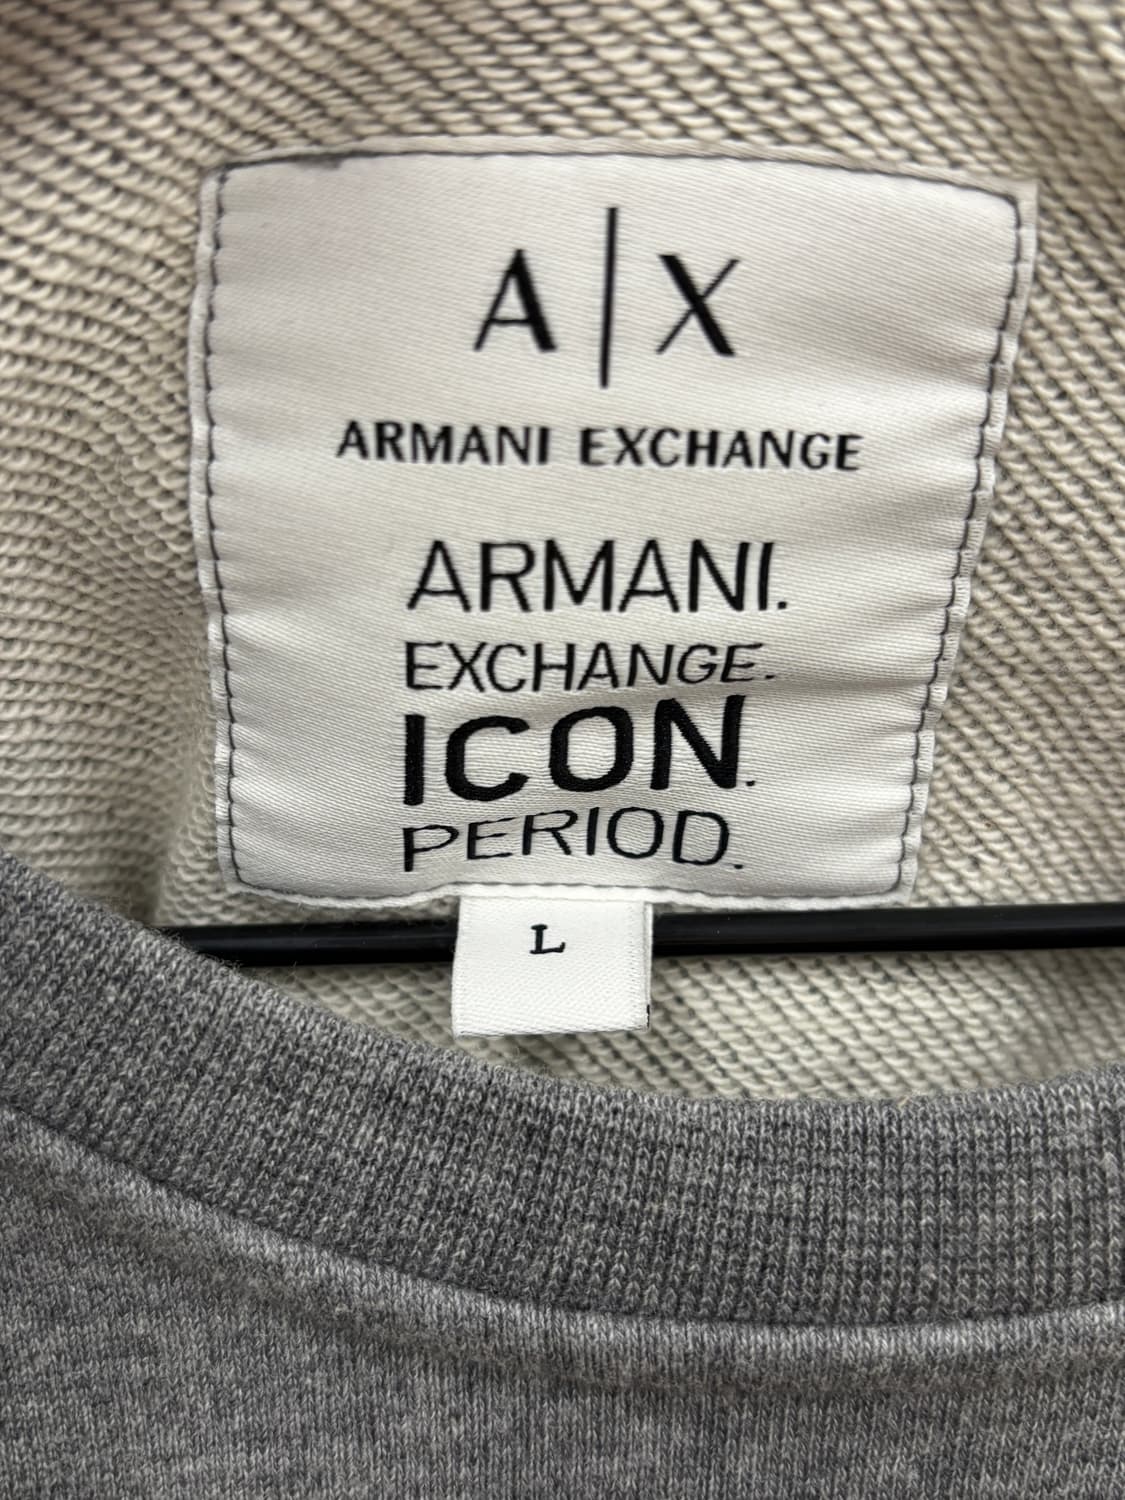 A|X
ARMANI EXCHANGE
ARMANI.
EXCHANGE.
ICON.
PERIOD.
L